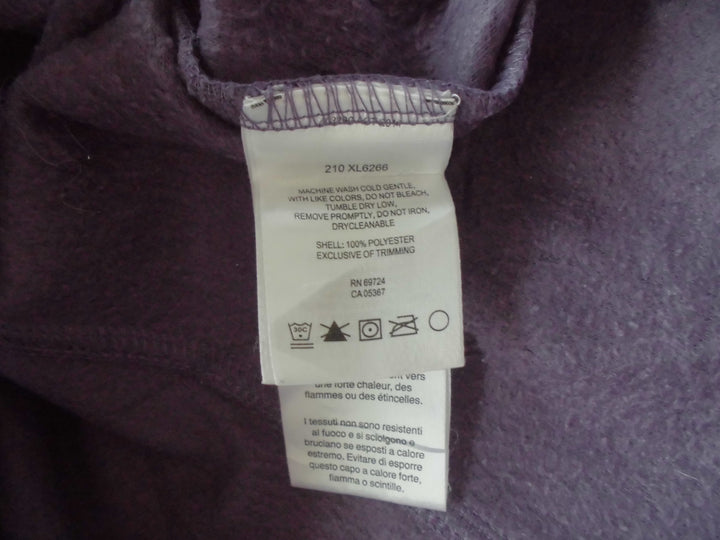 210 XL6266
MACHINE WASH COLD GENTLE,
WITH LIKE COLORS, DO NOT BLEACH,
TUMBLE DRY LOW,
REMOVE PROMPTLY, DO NOT IRON,
DRYCLEANABLE
SHELL: 100% POLYESTER
EXCLUSIVE OF TRIMMING
RN 69724
CA 05367
30C
vers
une forte chaleur, des
flammes ou des étincelles.
I tessuti non sono resistenti
al fuoco e si sciolgono e
bruciano se esposti a calore
estremo. Evitare di esporre
questo capo a calore forte,
fiamma o scintille.